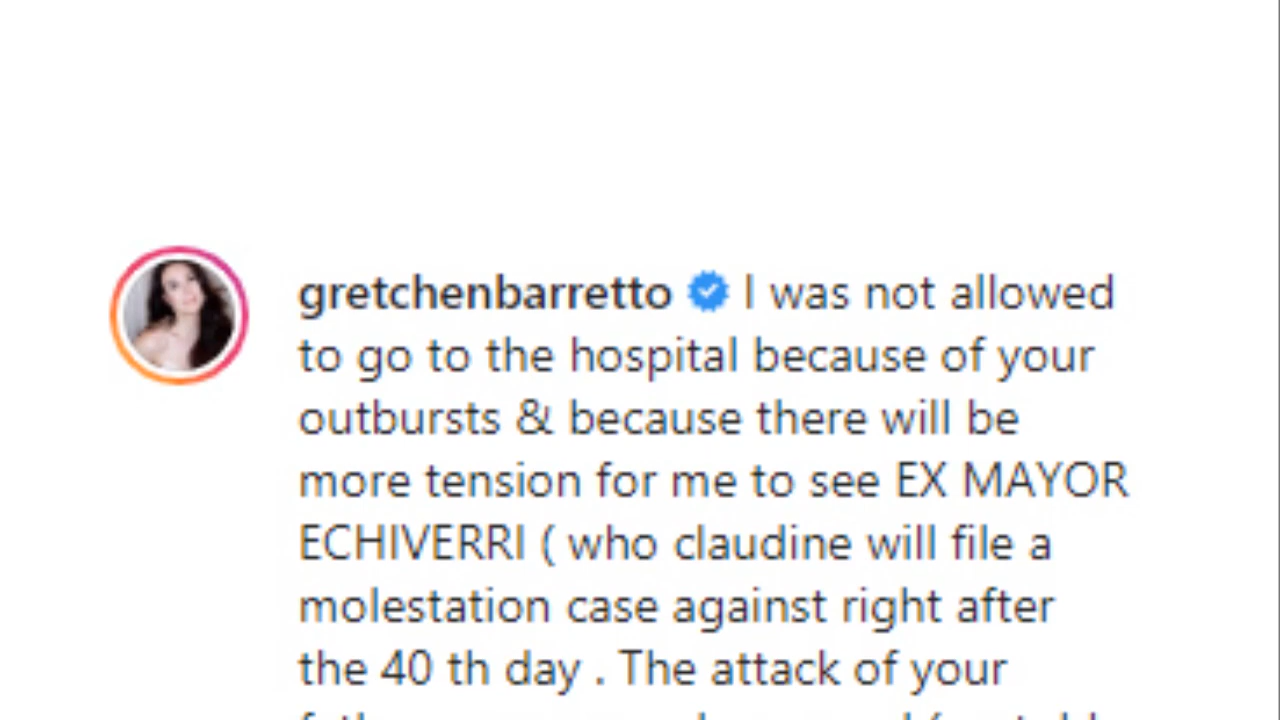 gretchenbarretto I was not allowed
to go to the hospital because of your
outbursts & because there will be
more tension for me to see EX MAYOR
ECHIVERRI ( who claudine will file a
molestation case against right after
the 40 th day . The attack of your